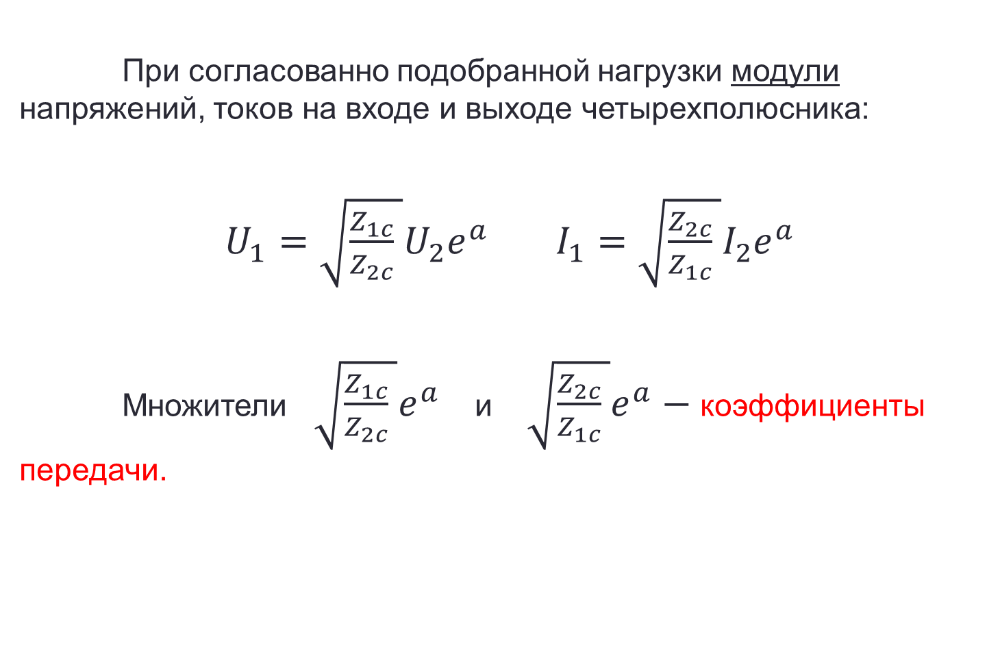 При согласованно подобранной нагрузки модули
напряжений, токов на входе и выходе четырехполюсника:
$U_1 = \sqrt{\frac{Z_{1c}}{Z_{2c}}} U_2 e^a$ $I_1 = \sqrt{\frac{Z_{2c}}{Z_{1c}}} I_2 e^a$
Множители $\sqrt{\frac{Z_{1c}}{Z_{2c}}} e^a$ и $\sqrt{\frac{Z_{2c}}{Z_{1c}}} e^a$ – коэффициенты
передачи.